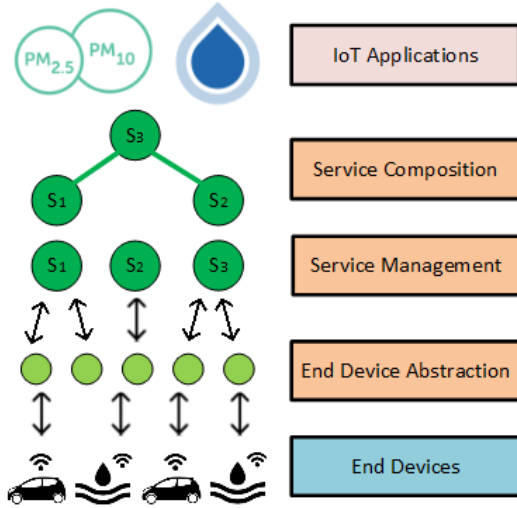 PM2.5
PM10
IoT Applications
S3
Service Composition
S1
S2
S1
S2
S3
Service Management
End Device Abstraction
End Devices